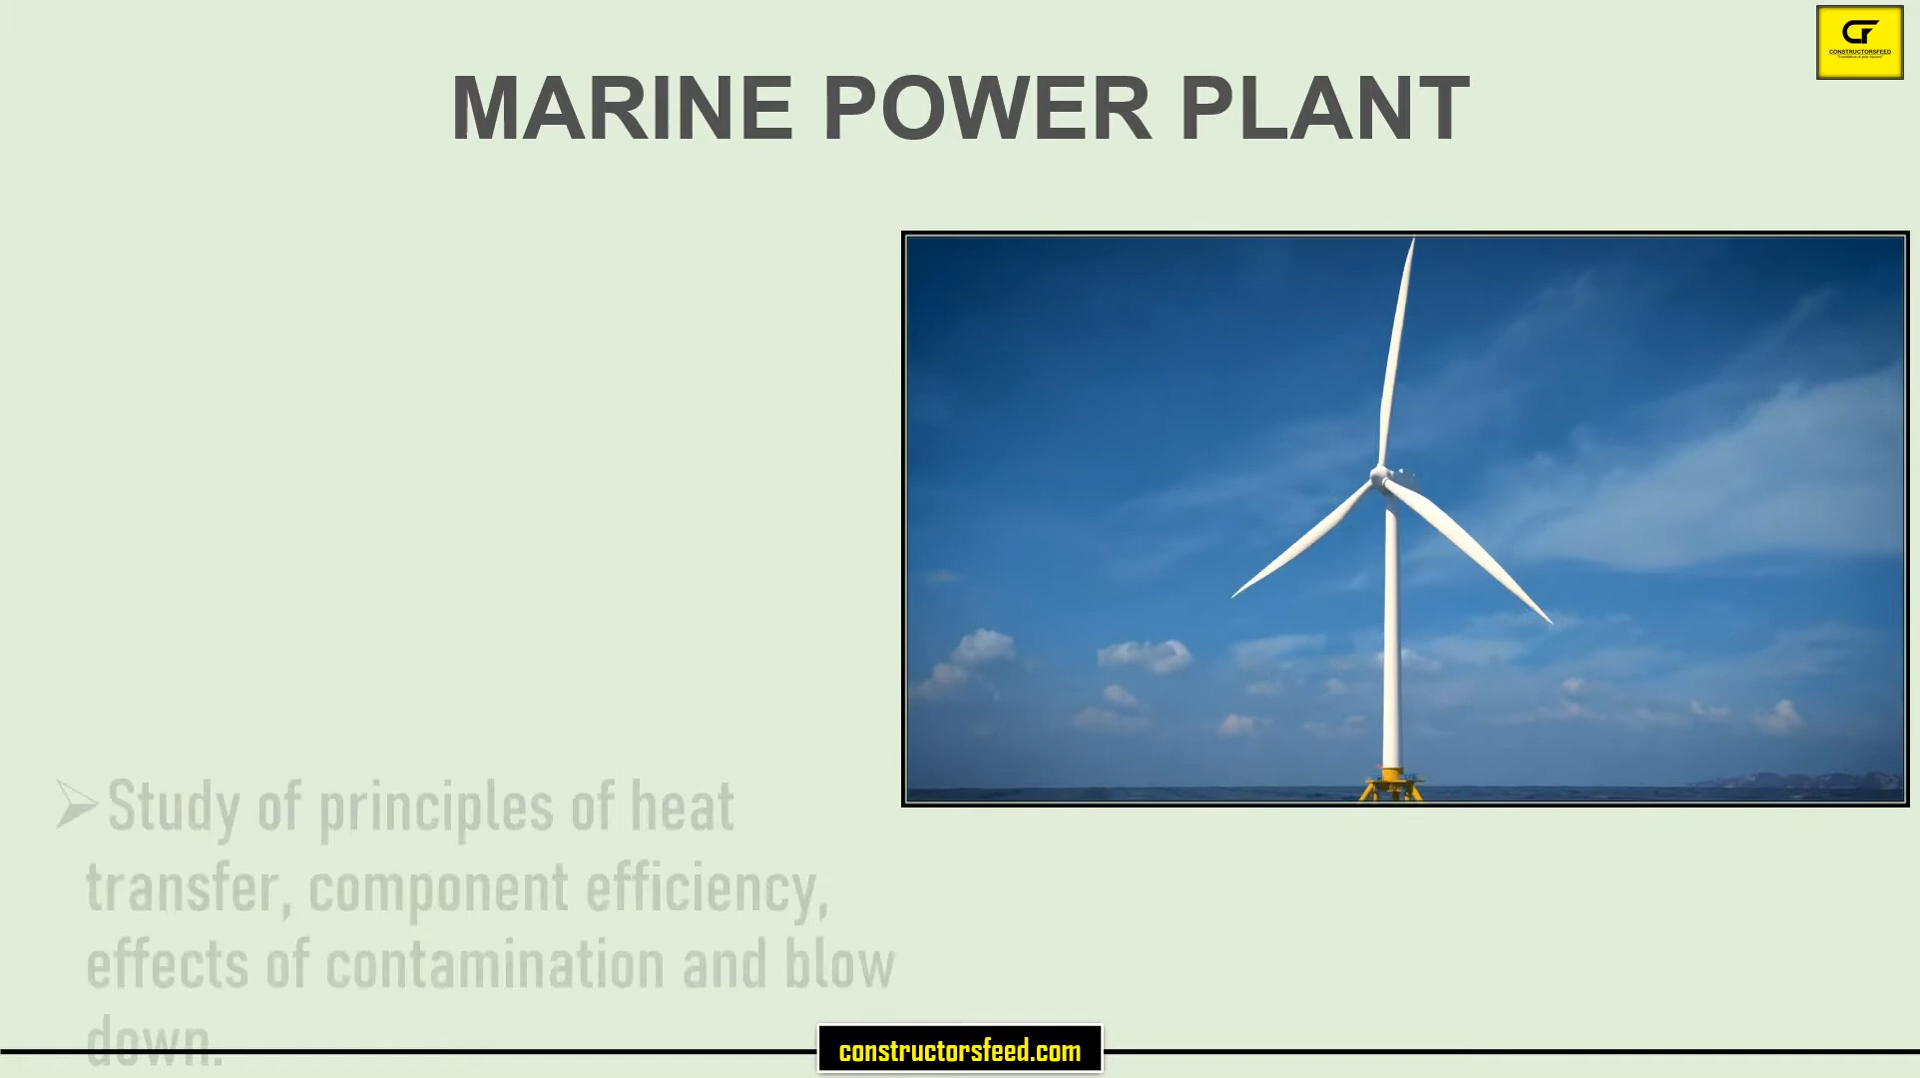 CONSTRUCTORSFEED
MARINE POWER PLANT
➢Study of principles of heat
transfer, component efficiency,
effects of contamination and blow
down.
constructorsfeed.com